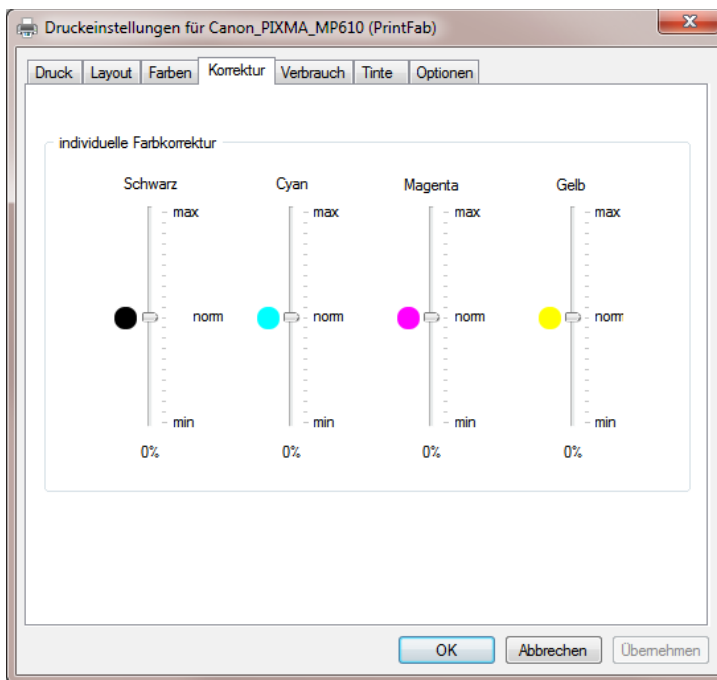 Druckeinstellungen für Canon_PIXMA_MP610 (PrintFab)
Druck Layout Farben Korrektur Verbrauch Tinte Optionen
individuelle Farbkorrektur
Schwarz Cyan Magenta Gelb
max max max max
norm norm norm norm
min min min min
0% 0% 0% 0%
OK Abbrechen Übernehmen